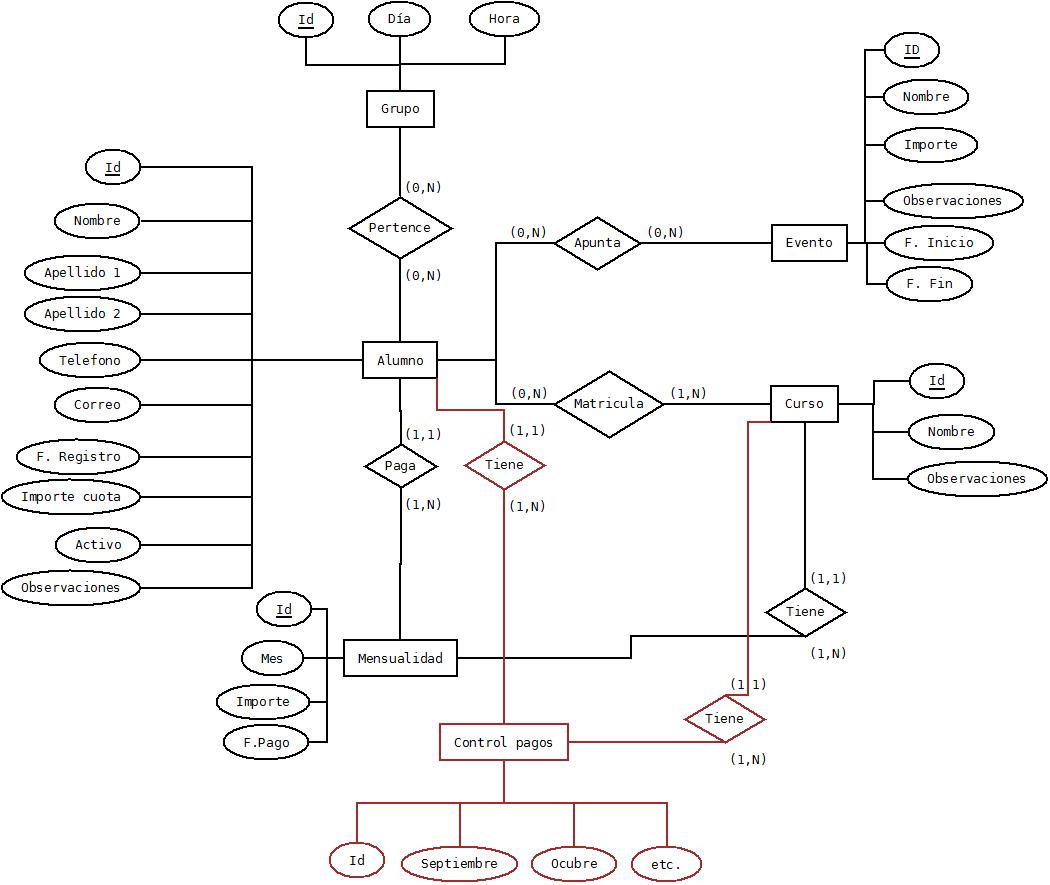 Id
Día
Hora
Grupo
(0,N)
Pertence
(0,N)
Id
Nombre
Apellido 1
Apellido 2
Telefono
Correo
F. Registro
Importe cuota
Activo
Observaciones
Alumno
(0,N)
Apunta
(0,N)
Evento
ID
Nombre
Importe
Observaciones
F. Inicio
F. Fin
(0,N)
Matricula
(1,N)
Curso
Id
Nombre
Observaciones
(1,1)
Paga
(1,N)
(1,1)
Tiene
(1,N)
(1,1)
Tiene
(1,N)
Id
Mes
Importe
F.Pago
Mensualidad
(1,1)
Tiene
(1,N)
Control pagos
Id
Septiembre
Ocubre
etc.